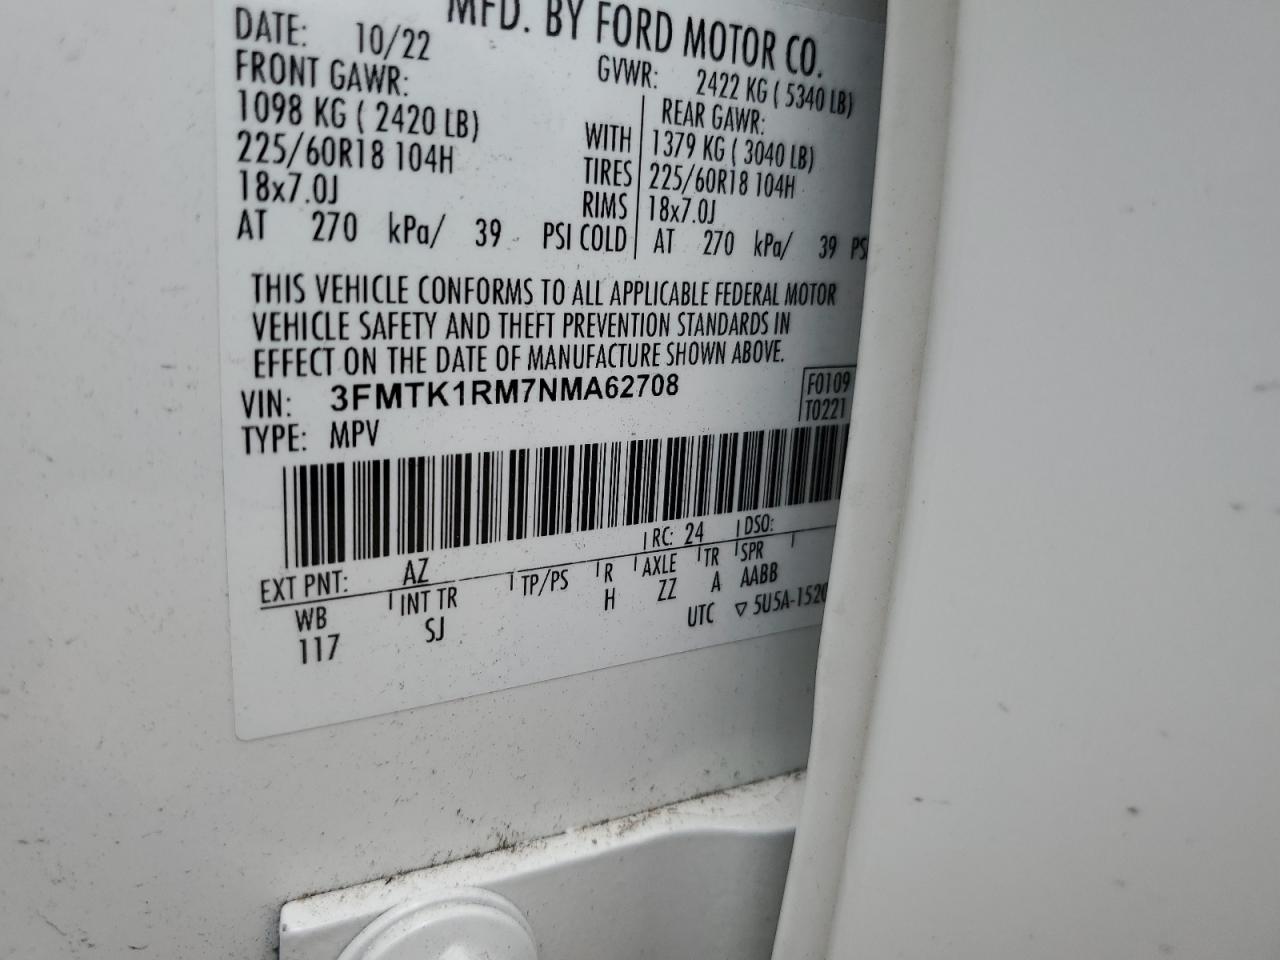 MFD. BY FORD MOTOR CO.
DATE: 10/22
GVWR: 2422 KG ( 5340 LB)
FRONT GAWR:
REAR GAWR:
1098 KG ( 2420 LB) WITH 1379 KG ( 3040 LB)
225/60R18 104H TIRES 225/60R18 104H
18x7.0J RIMS 18x7.0J
AT 270 kPa/ 39 PSI COLD AT 270 kPa/ 39 PS
THIS VEHICLE CONFORMS TO ALL APPLICABLE FEDERAL MOTOR
VEHICLE SAFETY AND THEFT PREVENTION STANDARDS IN
EFFECT ON THE DATE OF MANUFACTURE SHOWN ABOVE.
VIN: 3FMTK1RM7NMA62708
F0109
TYPE: MPV
T0221
EXT PNT: AZ RC: 24 DSO:
WB INT TR TP/PS R AXLE TR SPR
117 SJ H ZZ A AABB
UTC ▽ 5U5A-1520